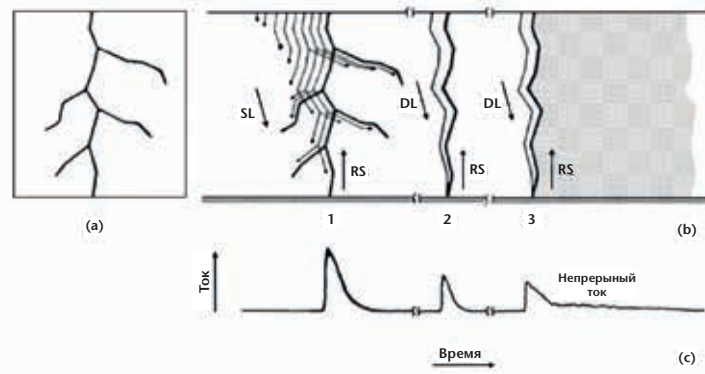 SL
RS
DL
RS
DL
RS
(a)
1
2
3
(b)
Ток
Непрерыный
ток
Время
(c)